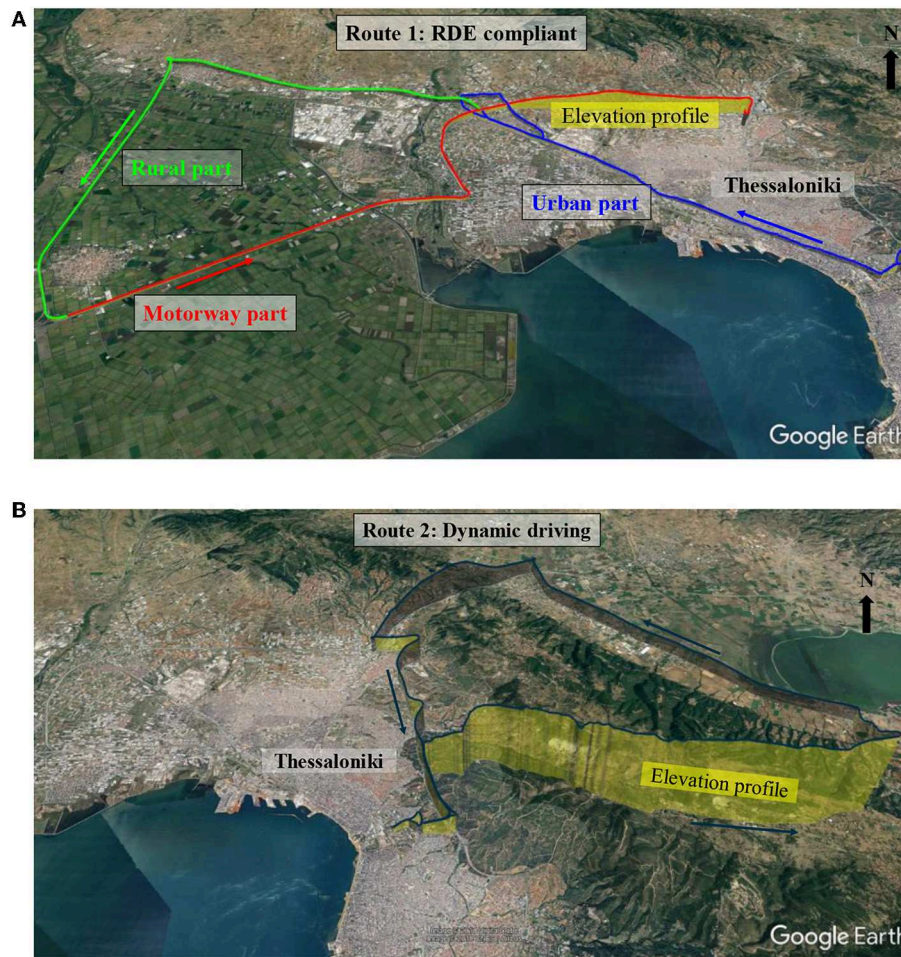 A
Route 1: RDE compliant
N
Elevation profile
Rural part
Thessaloniki
Urban part
Motorway part
Google Earth
B
Route 2: Dynamic driving
N
Thessaloniki
Elevation profile
Google Earth